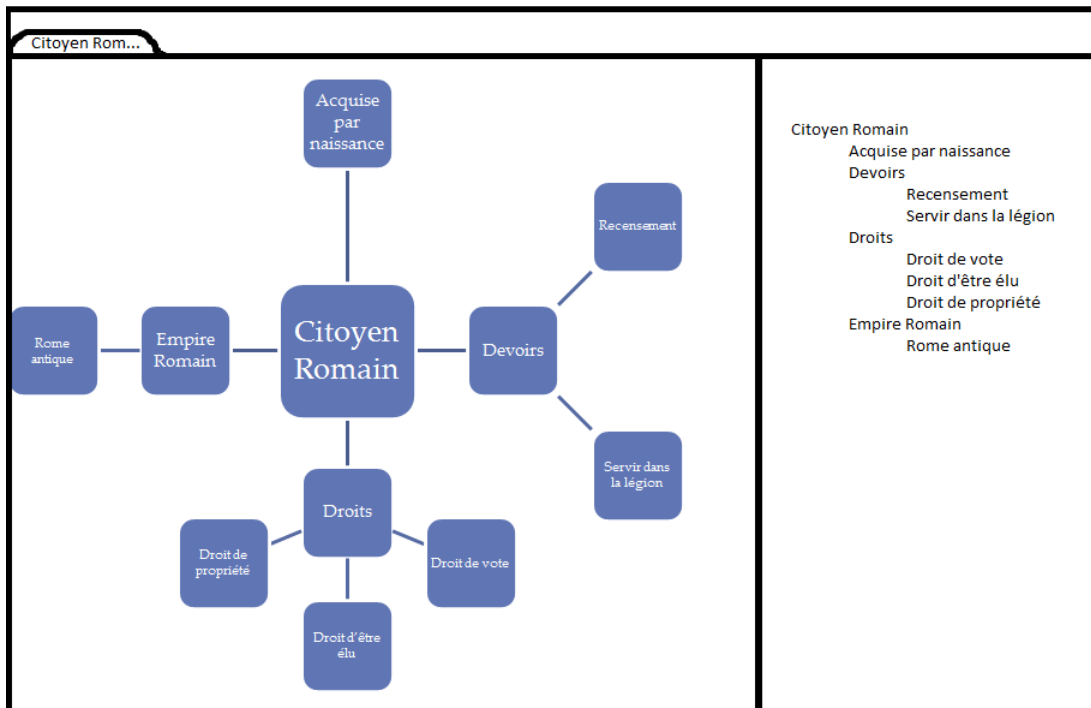 Citoyen Rom...
Acquise
par
naissance
Recensement
Rome
antique
Empire
Romain
Citoyen
Romain
Devoirs
Servir dans
la légion
Droits
Droit de
propriété
Droit de vote
Droit d'être
élu
Citoyen Romain
Acquise par naissance
Devoirs
Recensement
Servir dans la légion
Droits
Droit de vote
Droit d'être élu
Droit de propriété
Empire Romain
Rome antique